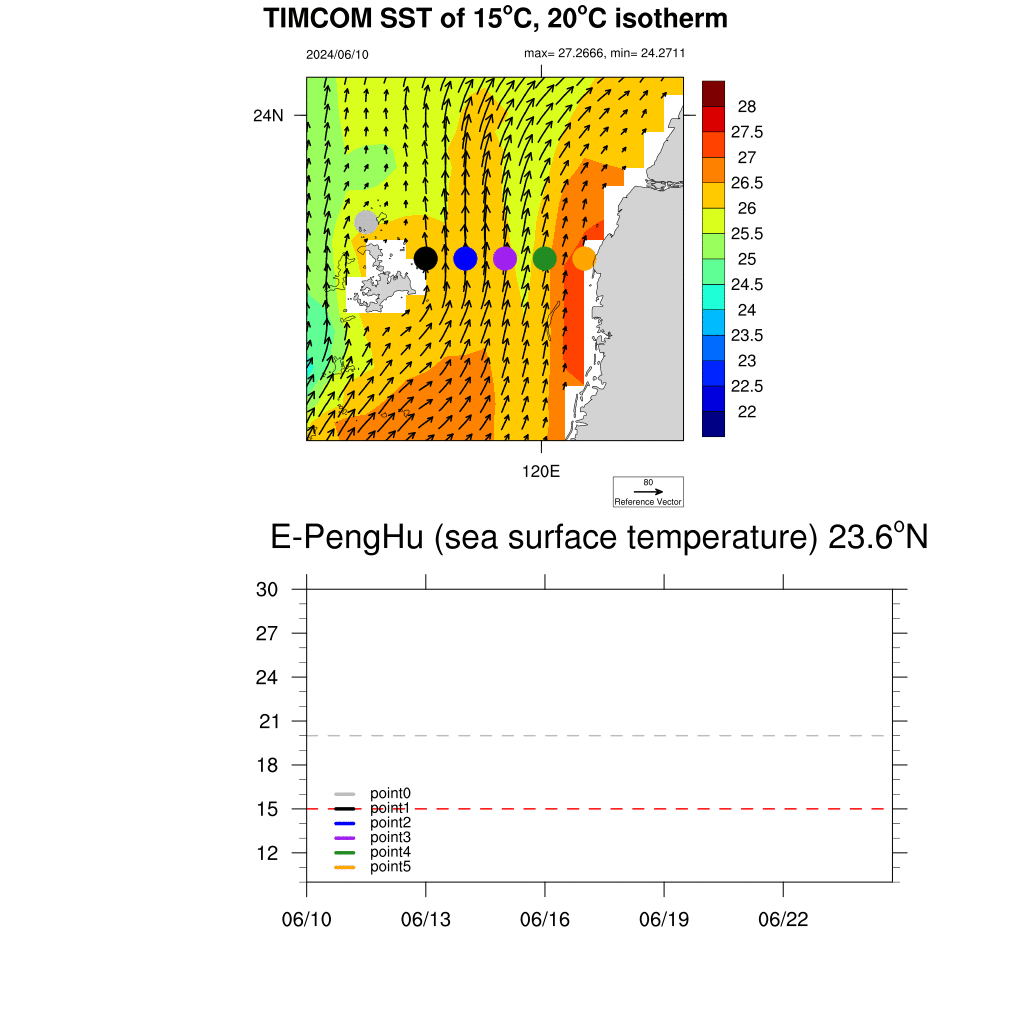 TIMCOM SST of 15°C, 20°C isotherm
2024/06/10
max= 27.2666, min= 24.2711
24N
28
27.5
27
26.5
26
25.5
25
24.5
24
23.5
23
22.5
22
120E
80
Reference Vector
E-PengHu (sea surface temperature) 23.6°N
30
27
24
21
18
15
12
point0
point1
point2
point3
point4
point5
06/10 06/13 06/16 06/19 06/22